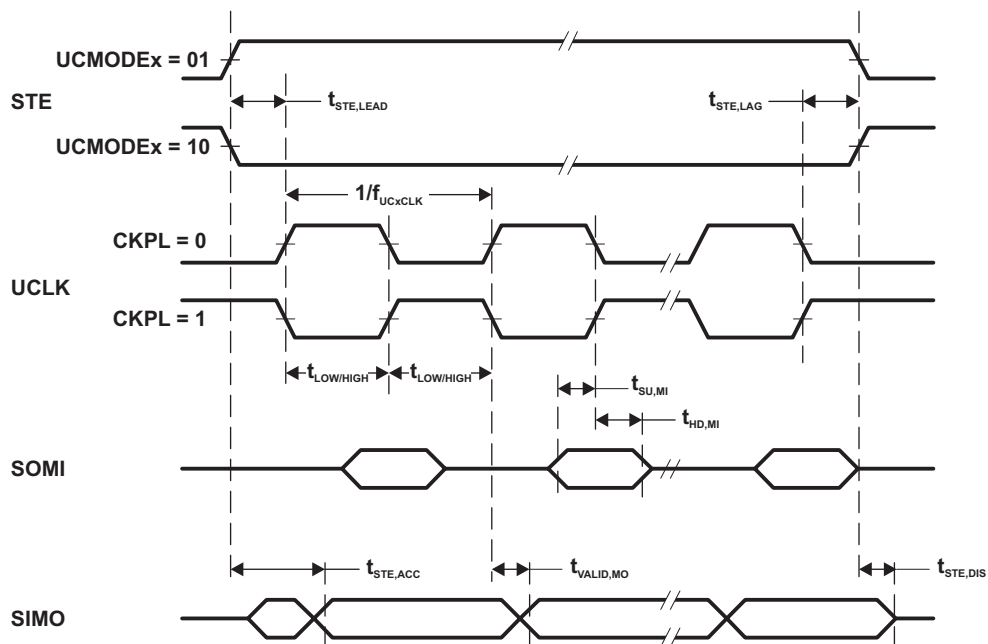 UCMODEx = 01
STE
tSTE,LEAD
tSTE,LAG
UCMODEx = 10
1/fUCxCLK
CKPL = 0
UCLK
CKPL = 1
tLOW/HIGH
tLOW/HIGH
tSU,MI
tHD,MI
SOMI
tSTE,ACC
tVALID,MO
tSTE,DIS
SIMO